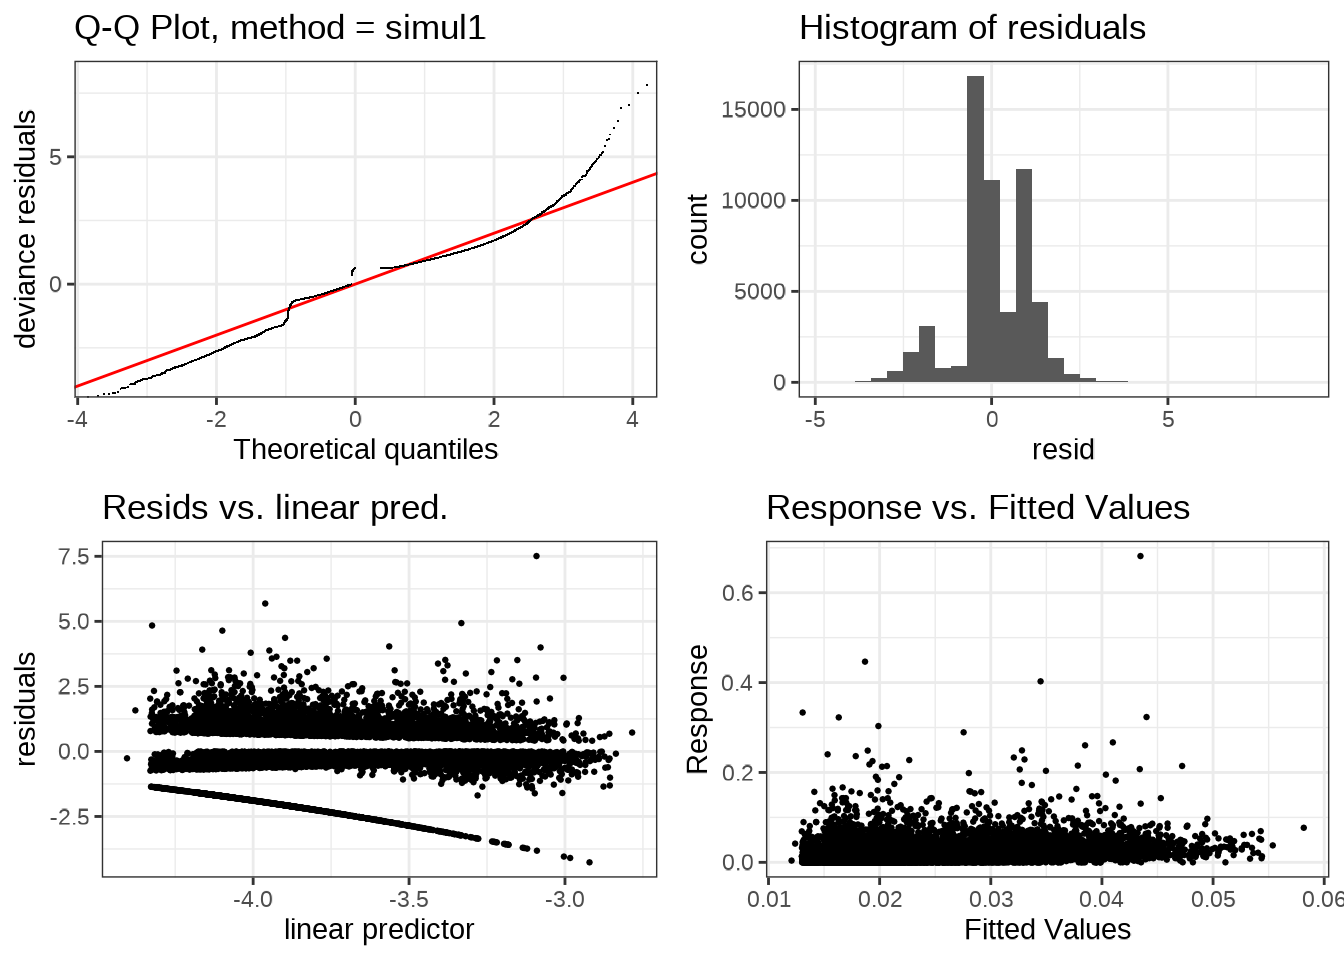 Q-Q Plot, method = simul1
deviance residuals
5
0
-4 -2 0 2 4
Theoretical quantiles
Histogram of residuals
count
15000
10000
5000
0
-5 0 5
resid
Resids vs. linear pred.
residuals
7.5
5.0
2.5
0.0
-2.5
-4.0 -3.5 -3.0
linear predictor
Response vs. Fitted Values
Response
0.6
0.4
0.2
0.0
0.01 0.02 0.03 0.04 0.05 0.06
Fitted Values